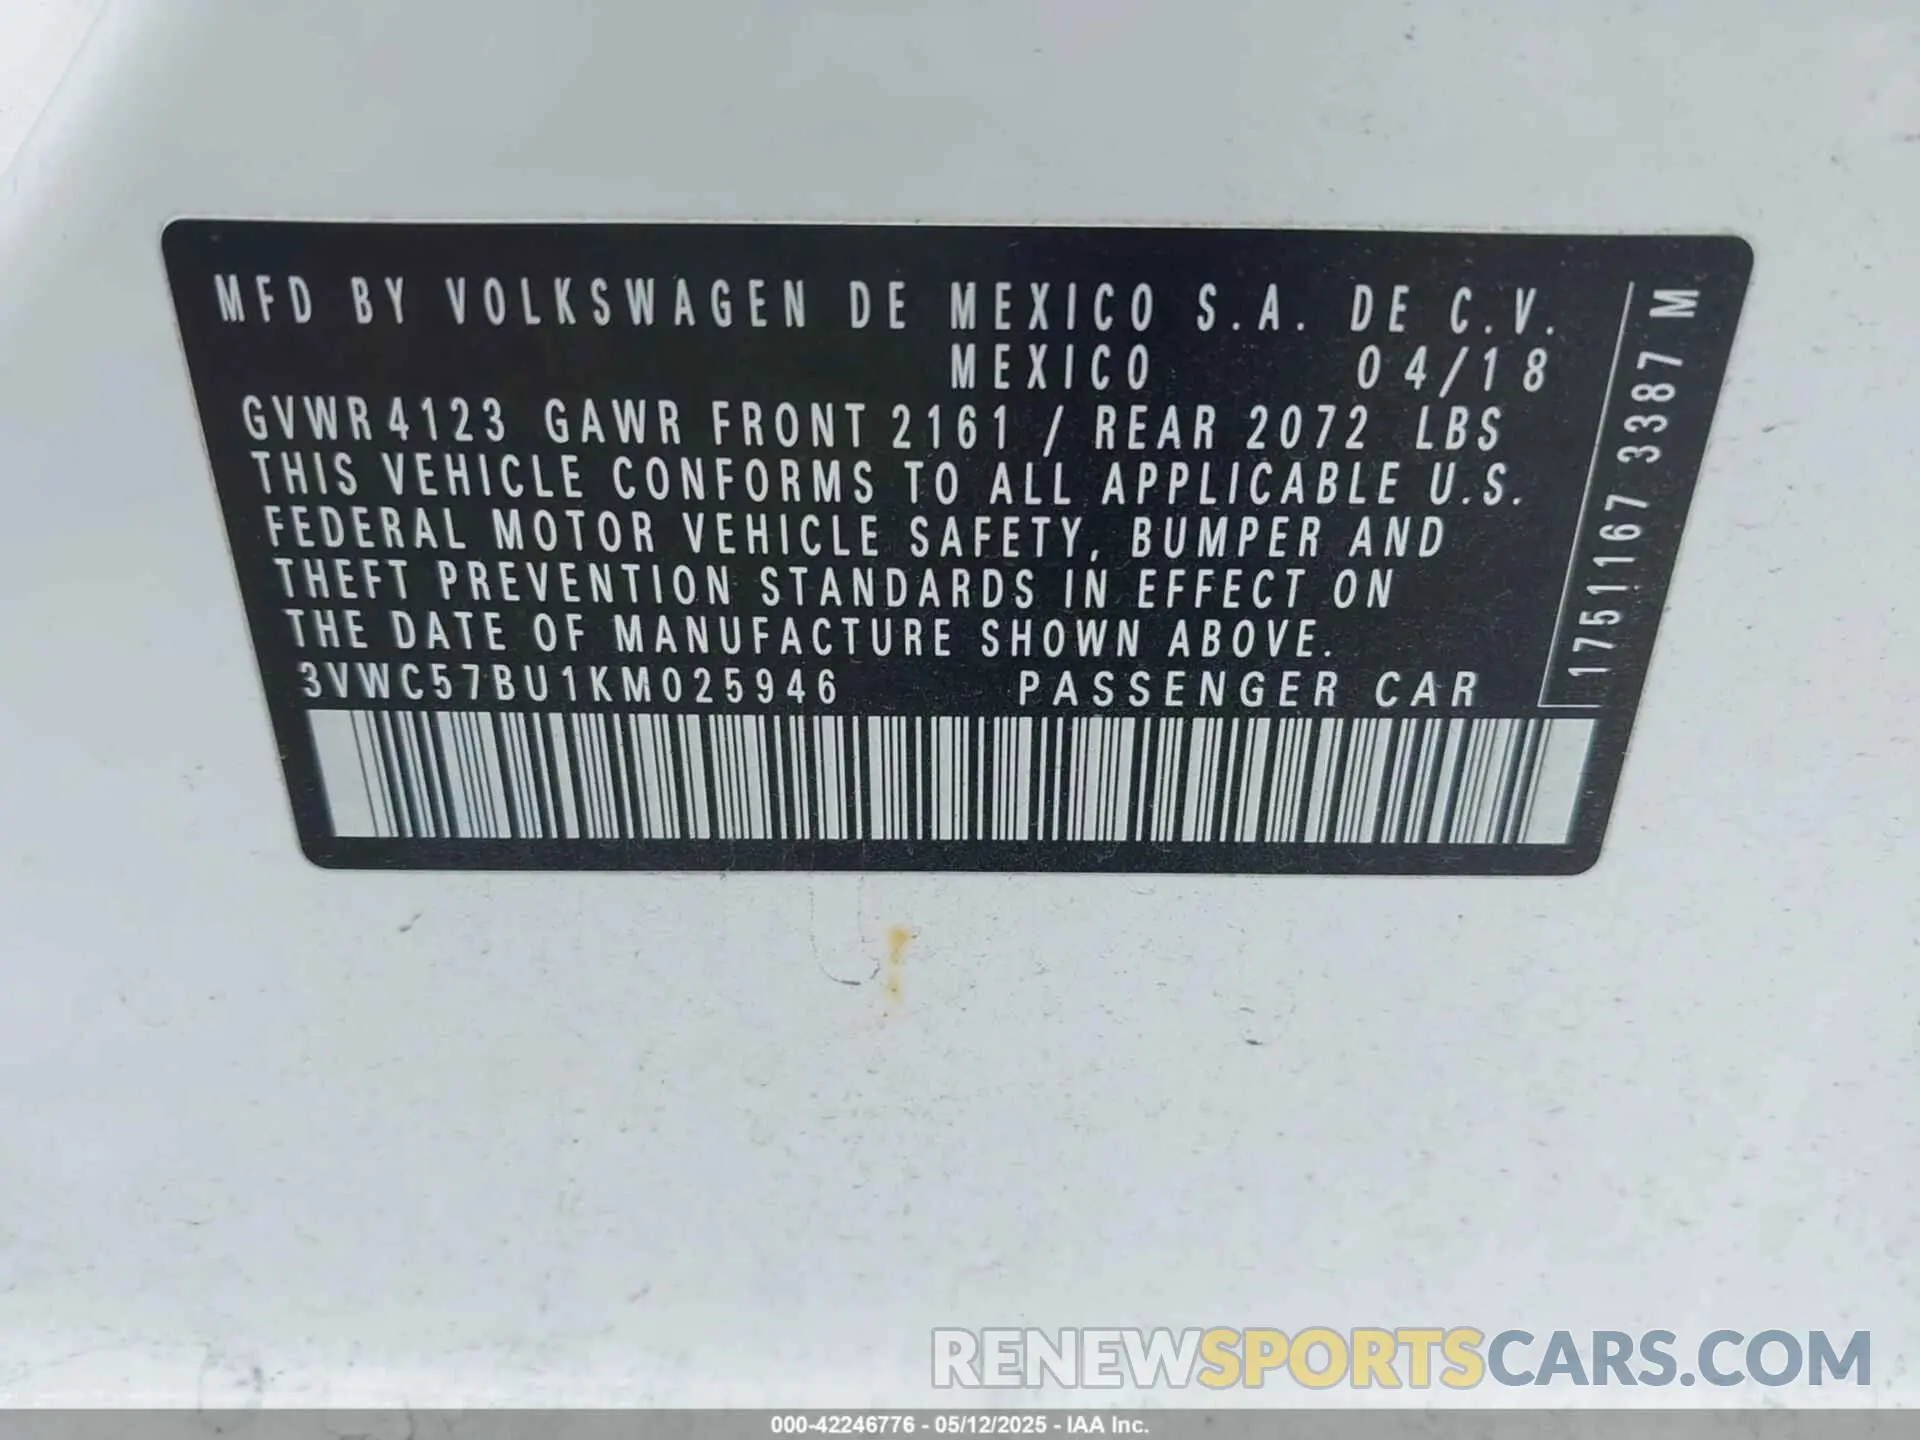 MFD BY VOLKSWAGEN DE MEXICO S.A. DE C.V.
MEXICO 04/18
GVWR 4123 GAWR FRONT 2161 / REAR 2072 LBS
THIS VEHICLE CONFORMS TO ALL APPLICABLE U.S.
FEDERAL MOTOR VEHICLE SAFETY, BUMPER AND
THEFT PREVENTION STANDARDS IN EFFECT ON
THE DATE OF MANUFACTURE SHOWN ABOVE.
3VWC57BU1KM025946 PASSENGER CAR
1751167 3387 M
RENEWSPORTSCARS.COM
000-42246776 - 05/12/2025 - IAA Inc.